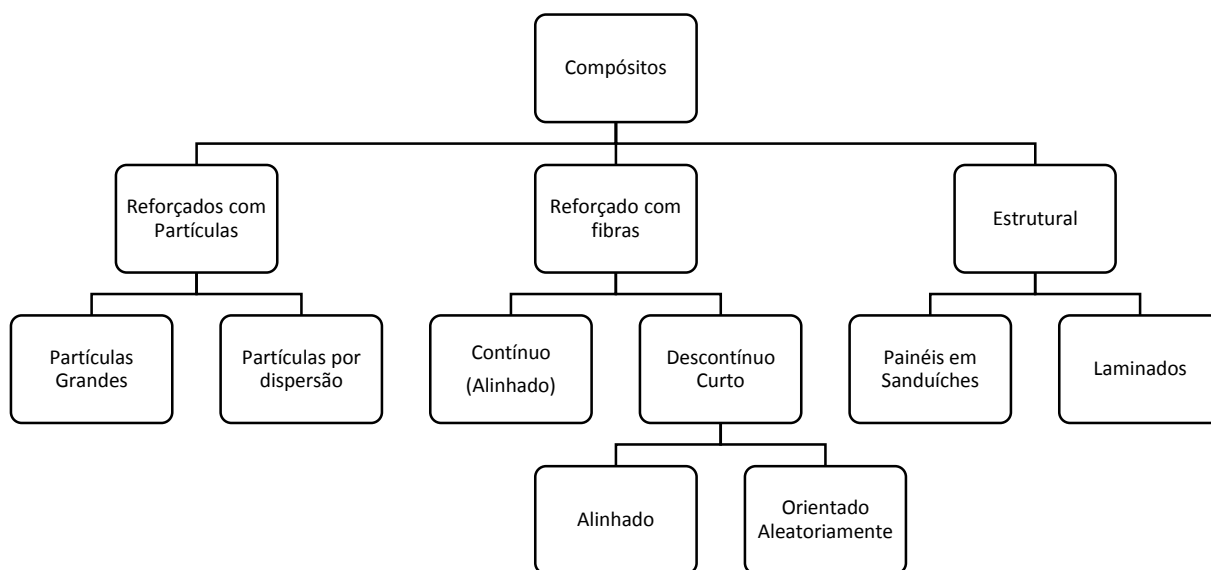 Compósitos
Reforçados com
Partículas
Reforçado com
fibras
Estrutural
Partículas
Grandes
Partículas por
dispersão
Contínuo
(Alinhado)
Descontínuo
Curto
Painéis em
Sanduíches
Laminados
Alinhado
Orientado
Aleatoriamente